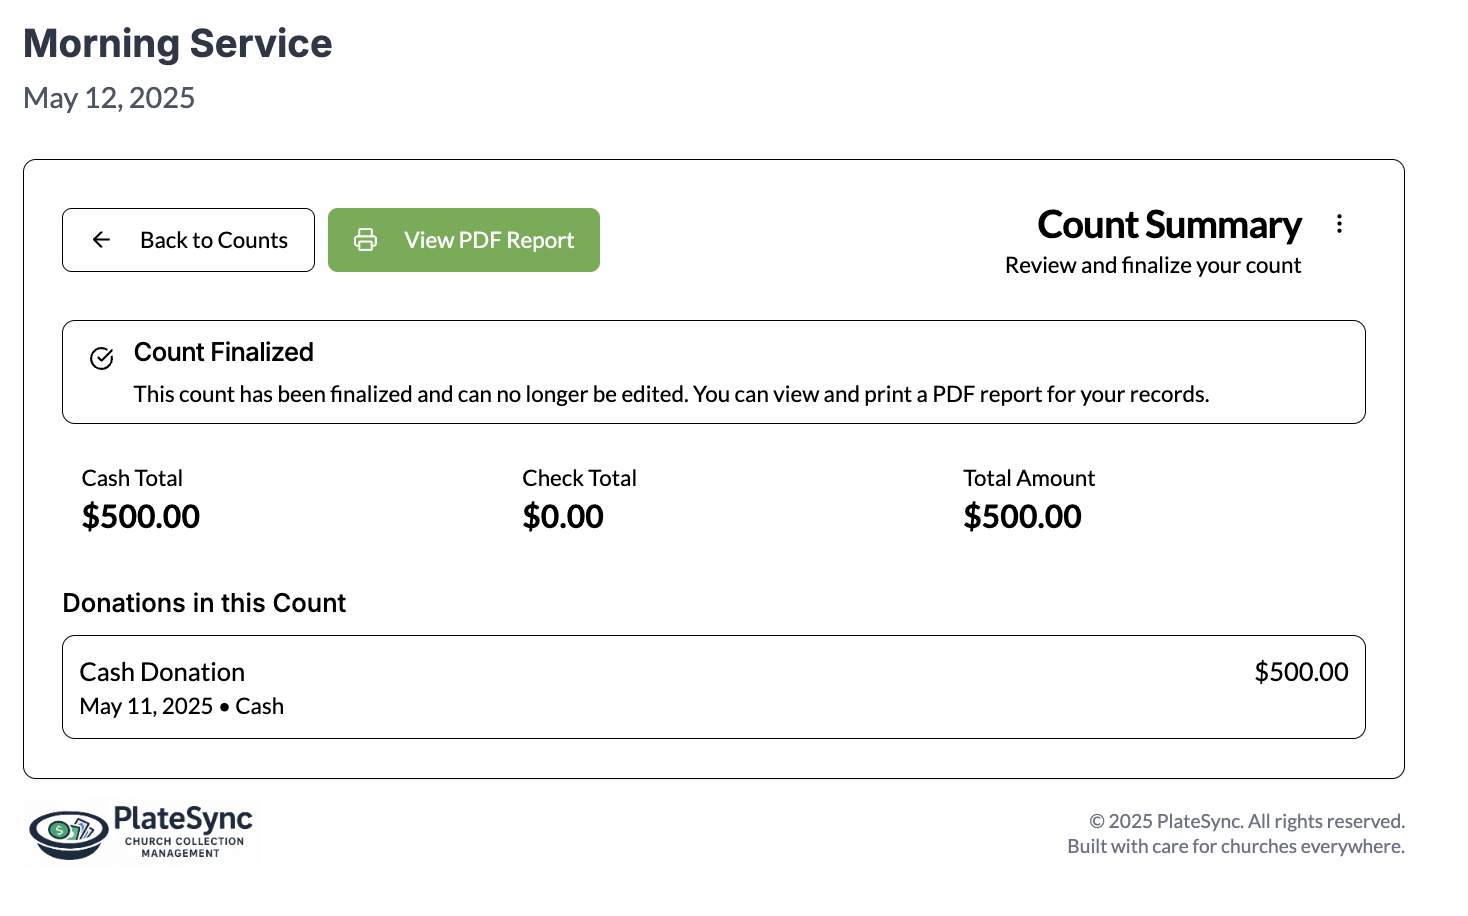 Morning Service
May 12, 2025
Back to Counts
View PDF Report
Count Summary
Review and finalize your count
Count Finalized
This count has been finalized and can no longer be edited. You can view and print a PDF report for your records.
Cash Total
$500.00
Check Total
$0.00
Total Amount
$500.00
Donations in this Count
Cash Donation
$500.00
May 11, 2025 • Cash
$
PlateSync
CHURCH COLLECTION
MANAGEMENT
© 2025 PlateSync. All rights reserved.
Built with care for churches everywhere.